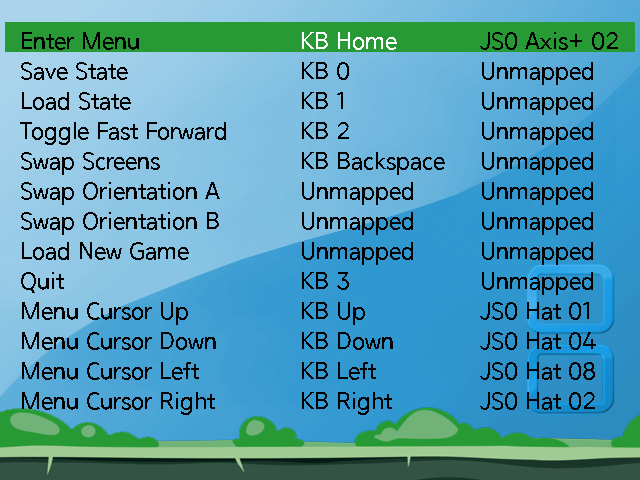 Enter Menu KB Home JS0 Axis+ 02
Save State KB 0 Unmapped
Load State KB 1 Unmapped
Toggle Fast Forward KB 2 Unmapped
Swap Screens KB Backspace Unmapped
Swap Orientation A Unmapped Unmapped
Swap Orientation B Unmapped Unmapped
Load New Game Unmapped Unmapped
Quit KB 3 Unmapped
Menu Cursor Up KB Up JS0 Hat 01
Menu Cursor Down KB Down JS0 Hat 04
Menu Cursor Left KB Left JS0 Hat 08
Menu Cursor Right KB Right JS0 Hat 02